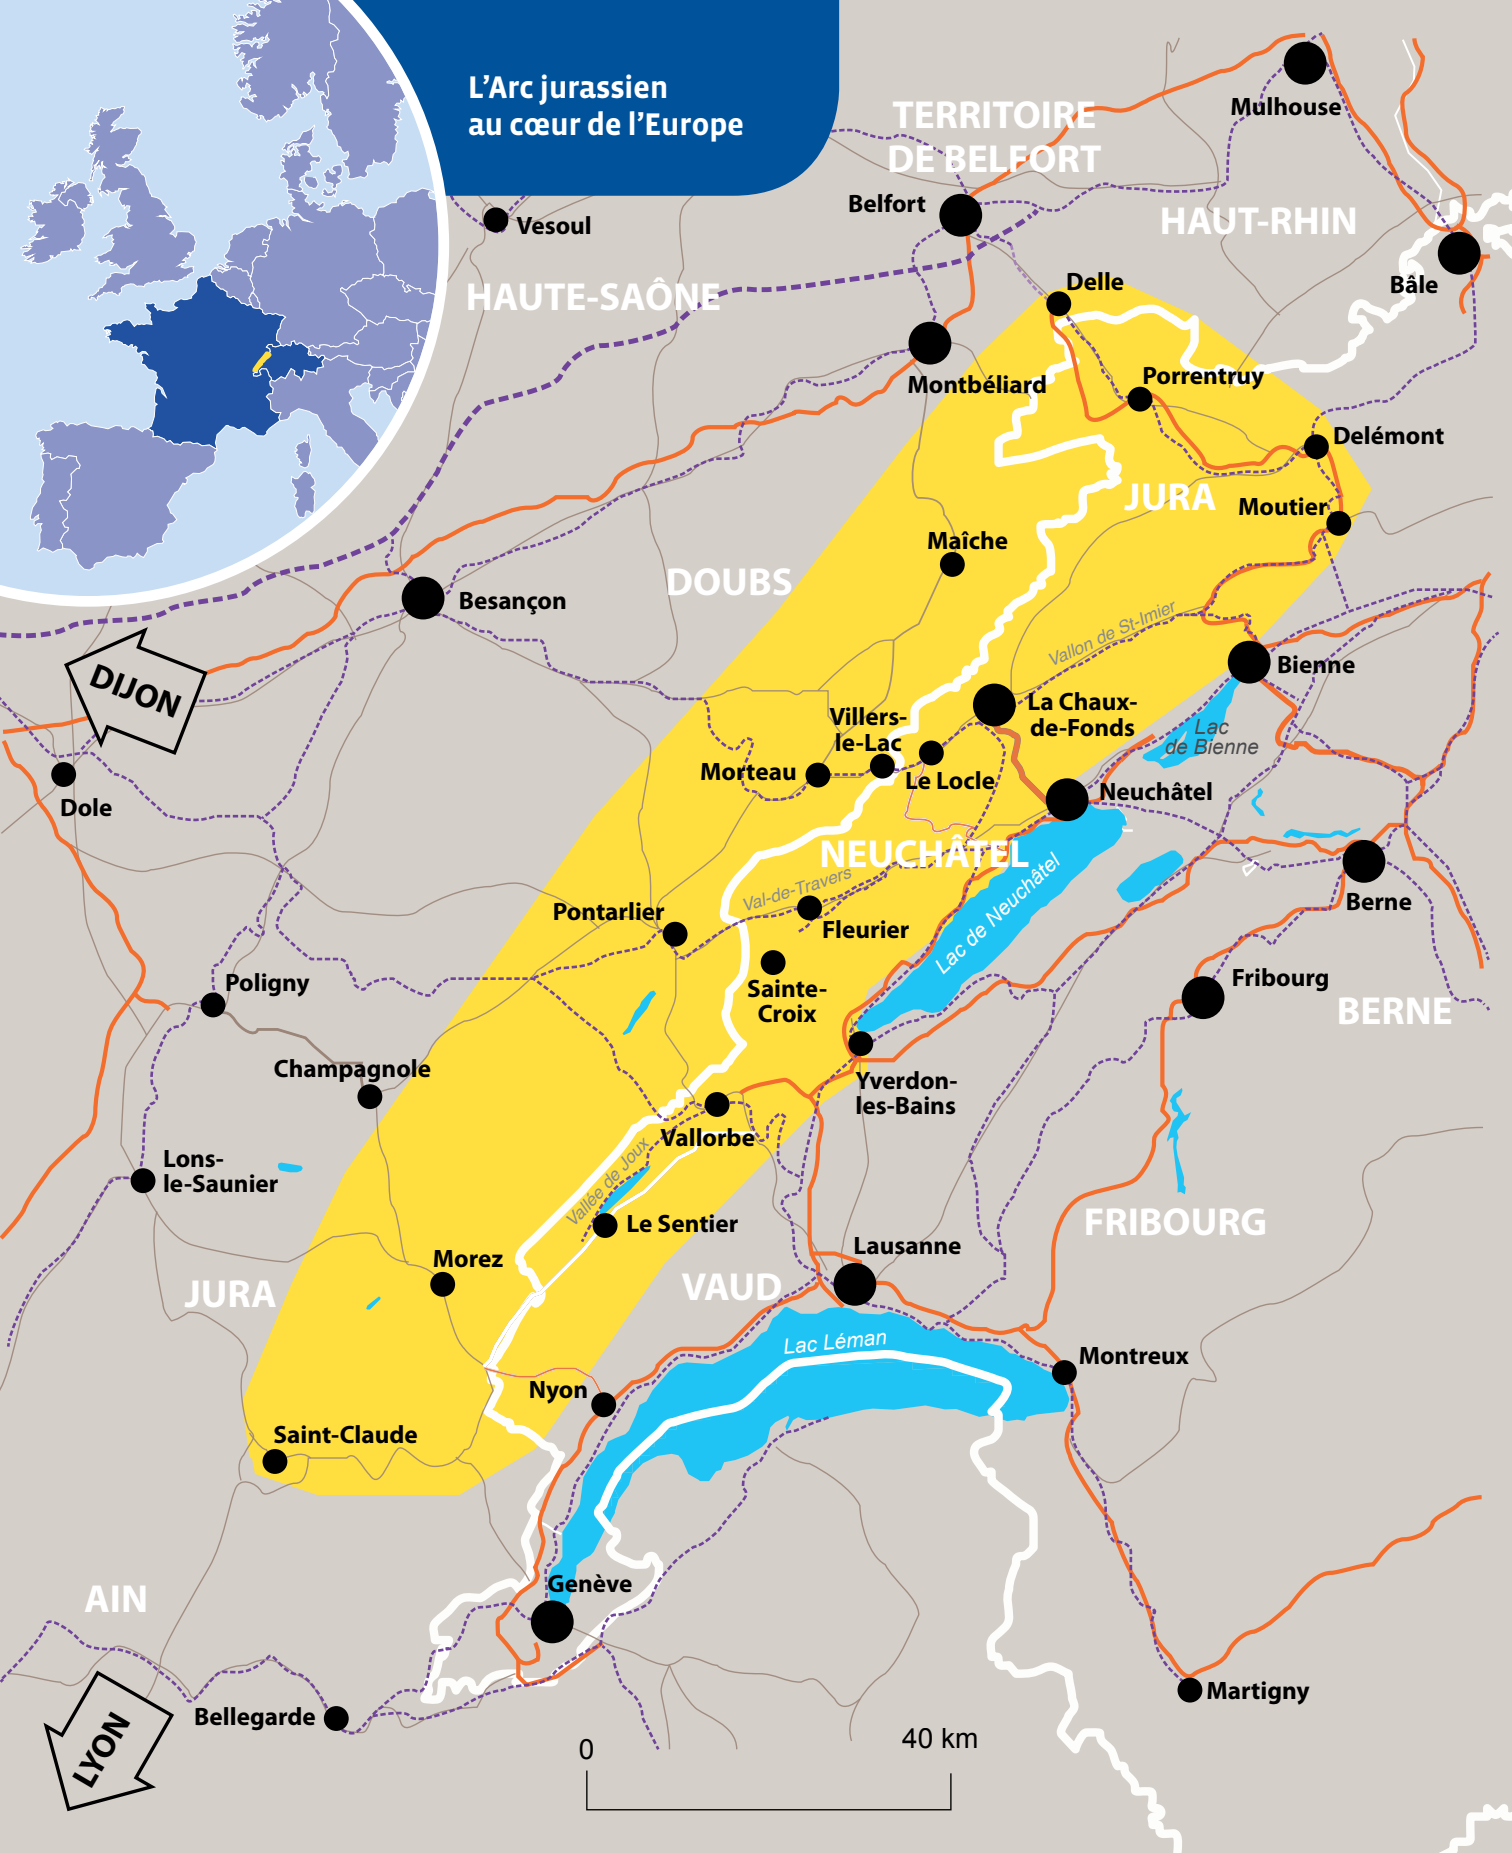 L'Arc jurassien
au cœur de l'Europe
Mulhouse
TERRITOIRE
DE BELFORT
Belfort
Vesoul
HAUT-RHIN
Bâle
Delle
HAUTE-SAÔNE
Montbéliard
Porrentruy
Delémont
JURA
Moutier
Maîche
DOUBS
Besançon
Vallon de St-Imier
Bienne
DIJON
La Chaux-
de-Fonds
Villers-
le-Lac
Lac
de Bienne
Morteau
Le Locle
Neuchâtel
Dole
NEUCHÂTEL
Val-de-Travers
Lac de Neuchâtel
Berne
Pontarlier
Fleurier
Poligny
Sainte-
Croix
Fribourg
BERNE
Champagnole
Yverdon-
les-Bains
Vallorbe
Lons-
le-Saunier
Vallée de Joux
Le Sentier
FRIBOURG
Lausanne
Morez
JURA
VAUD
Lac Léman
Montreux
Nyon
Saint-Claude
Genève
AIN
Martigny
Bellegarde
LYON
0
40 km